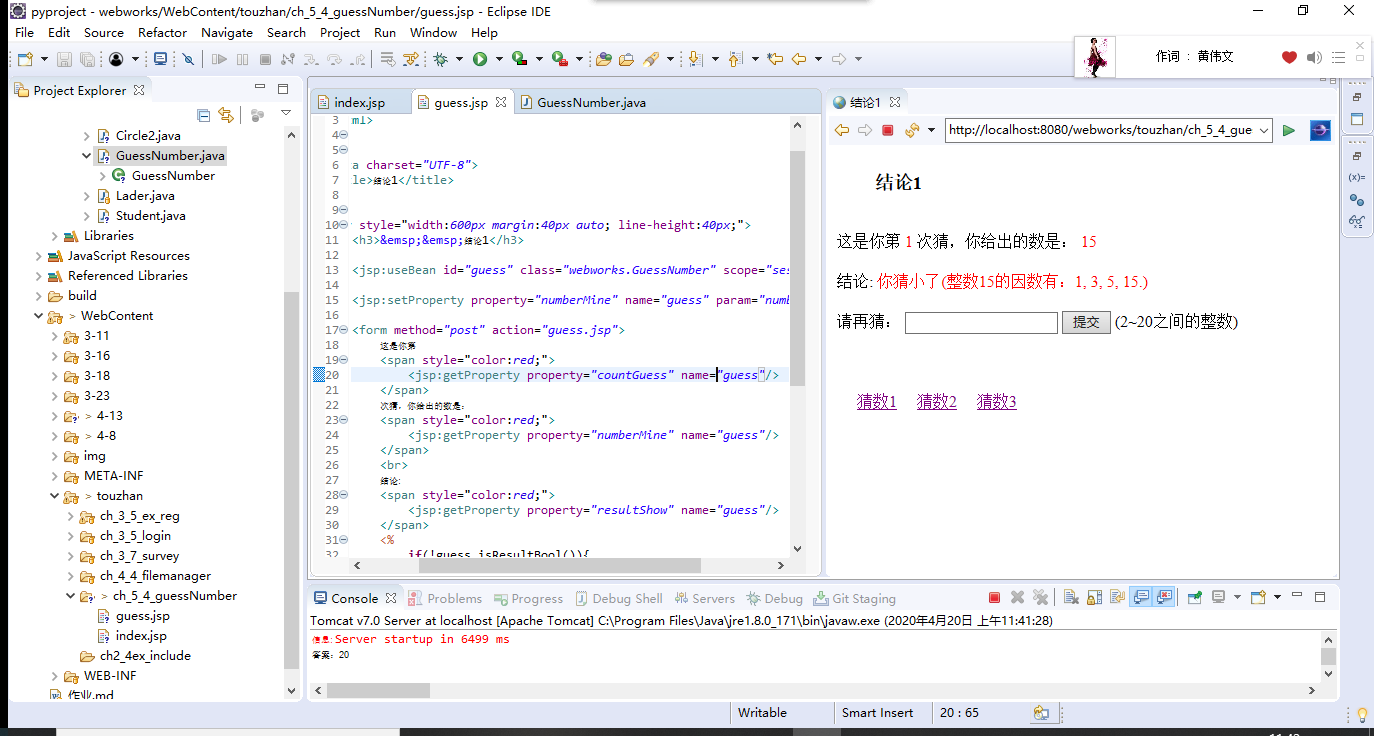 pyproject - webworks/WebContent/touzhan/ch_5_4_guessNumber/guess.jsp - Eclipse IDE
File Edit Source Refactor Navigate Search Project Run Window Help
作词 : 黄伟文
Project Explorer
Circle2.java
GuessNumber.java
GuessNumber
Lader.java
Student.java
Libraries
JavaScript Resources
Referenced Libraries
build
> WebContent
3-11
3-16
3-18
3-23
> 4-13
> 4-8
img
META-INF
> touzhan
ch_3_5_ex_reg
ch_3_5_login
ch_3_7_survey
ch_4_4_filemanager
> ch_5_4_guessNumber
guess.jsp
index.jsp
ch2_4ex_include
WEB-INF
作业.md
index.jsp guess.jsp GuessNumber.java
3 ml>
4
5
6 a charset="UTF-8">
7 le>结论1</title>
8
9
10 style="width:600px margin:40px auto; line-height:40px;">
11 <h3>&emsp;&emsp;结论1</h3>
12
13 <jsp:useBean id="guess" class="webworks.GuessNumber" scope="ses
14
15 <jsp:setProperty property="numberMine" name="guess" param="numb
16
17 <form method="post" action="guess.jsp">
18 这是你第
19 <span style="color:red;">
20 <jsp:getProperty property="countGuess" name="guess"/>
21 </span>
22 次猜，你给出的数是：
23 <span style="color:red;">
24 <jsp:getProperty property="numberMine" name="guess"/>
25 </span>
26 <br>
27 结论:
28 <span style="color:red;">
29 <jsp:getProperty property="resultShow" name="guess"/>
30 </span>
31 <%
32 if(!guess.isResultBool()){
结论1
http://localhost:8080/webworks/touzhan/ch_5_4_gue
结论1
这是你第 1 次猜，你给出的数是： 15
结论: 你猜小了(整数15的因数有：1, 3, 5, 15.)
请再猜： 提交 (2~20之间的整数)
猜数1 猜数2 猜数3
Console Problems Progress Debug Shell Servers Debug Git Staging
Tomcat v7.0 Server at localhost [Apache Tomcat] C:\Program Files\Java\jre1.8.0_171\bin\javaw.exe (2020年4月20日 上午11:41:28)
信息:Server startup in 6499 ms
答案：20
Writable Smart Insert 20 : 65